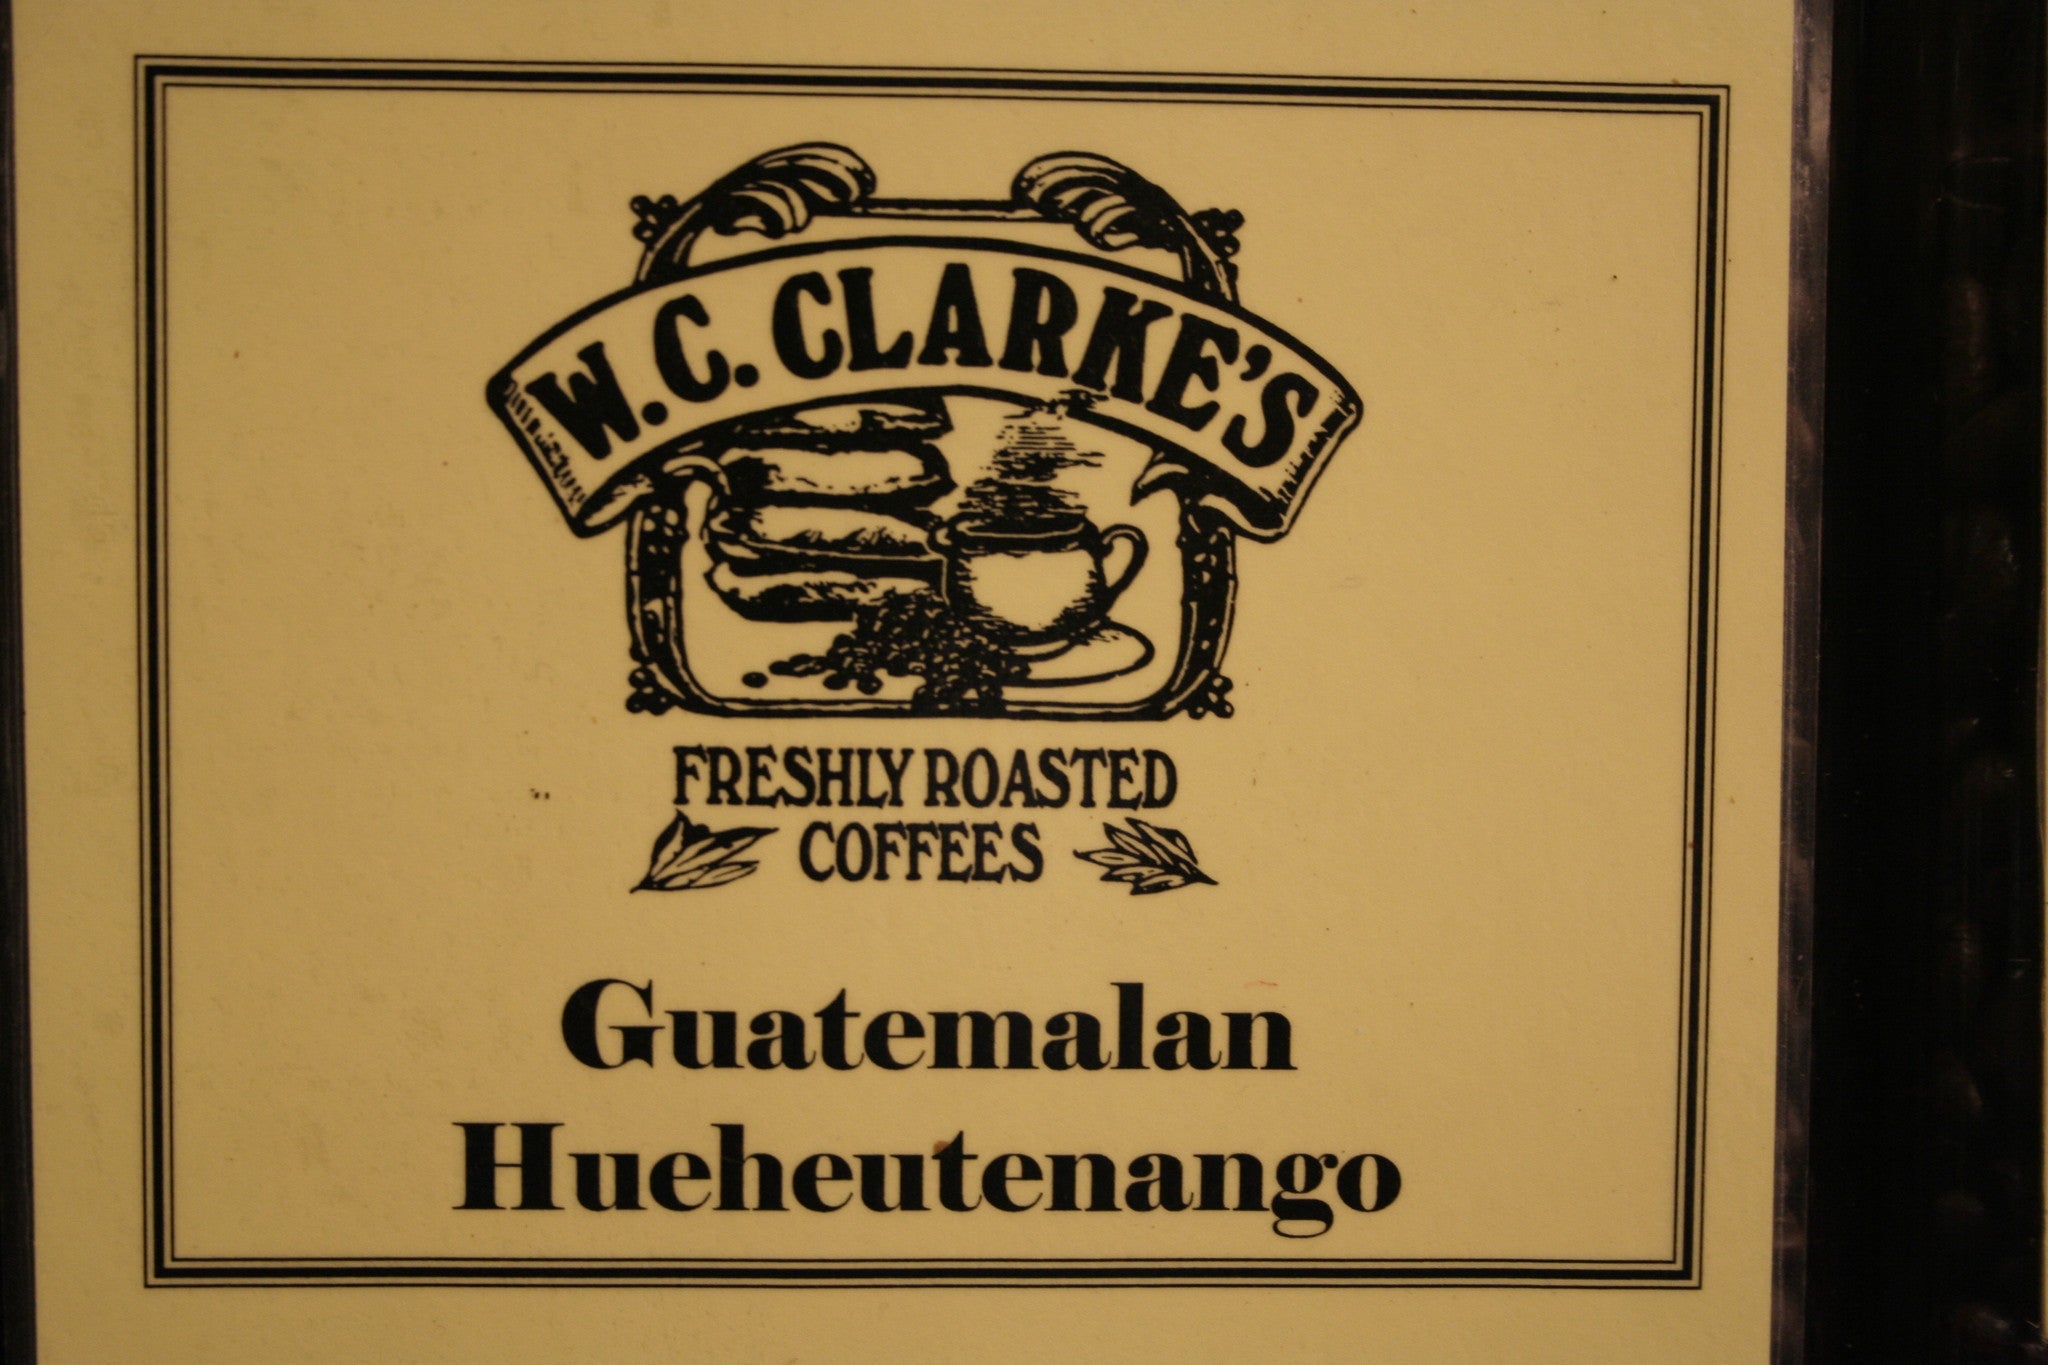 W.C. CLARKE'S
FRESHLY ROASTED
COFFEES
Guatemalan
Hueheutenango